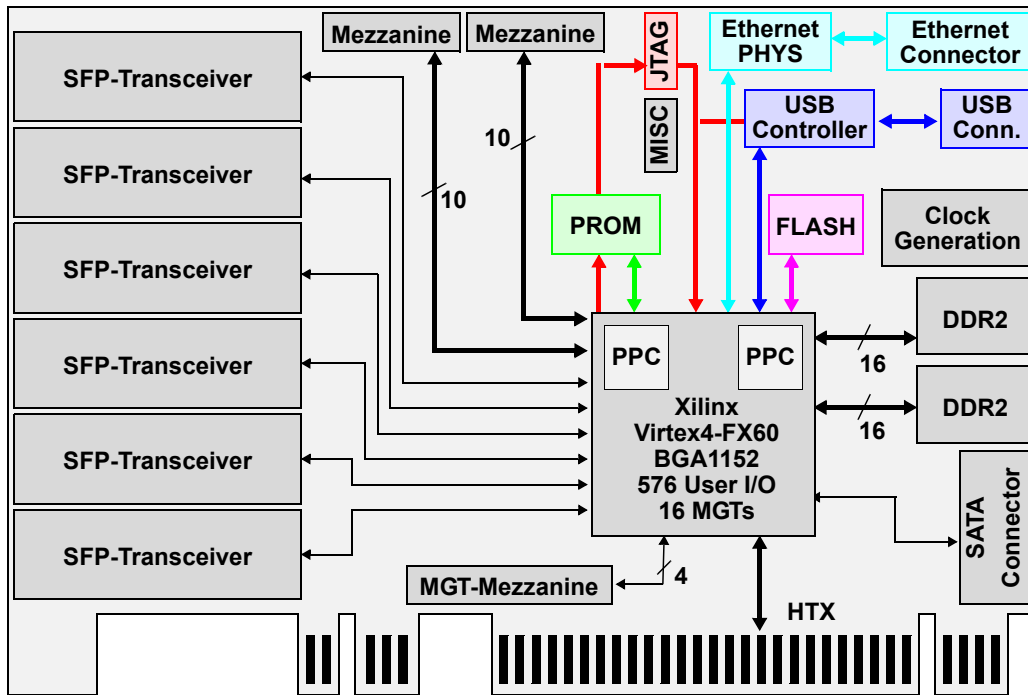 Mezzanine
Mezzanine
JTAG
Ethernet
PHYS
Ethernet
Connector
SFP-Transceiver
MISC
USB
Controller
USB
Conn.
10
SFP-Transceiver
10
PROM
FLASH
Clock
Generation
SFP-Transceiver
DDR2
PPC
PPC
16
SFP-Transceiver
DDR2
16
Xilinx
Virtex4-FX60
BGA1152
576 User I/O
16 MGTs
SFP-Transceiver
SATA
Connector
SFP-Transceiver
MGT-Mezzanine
4
HTX